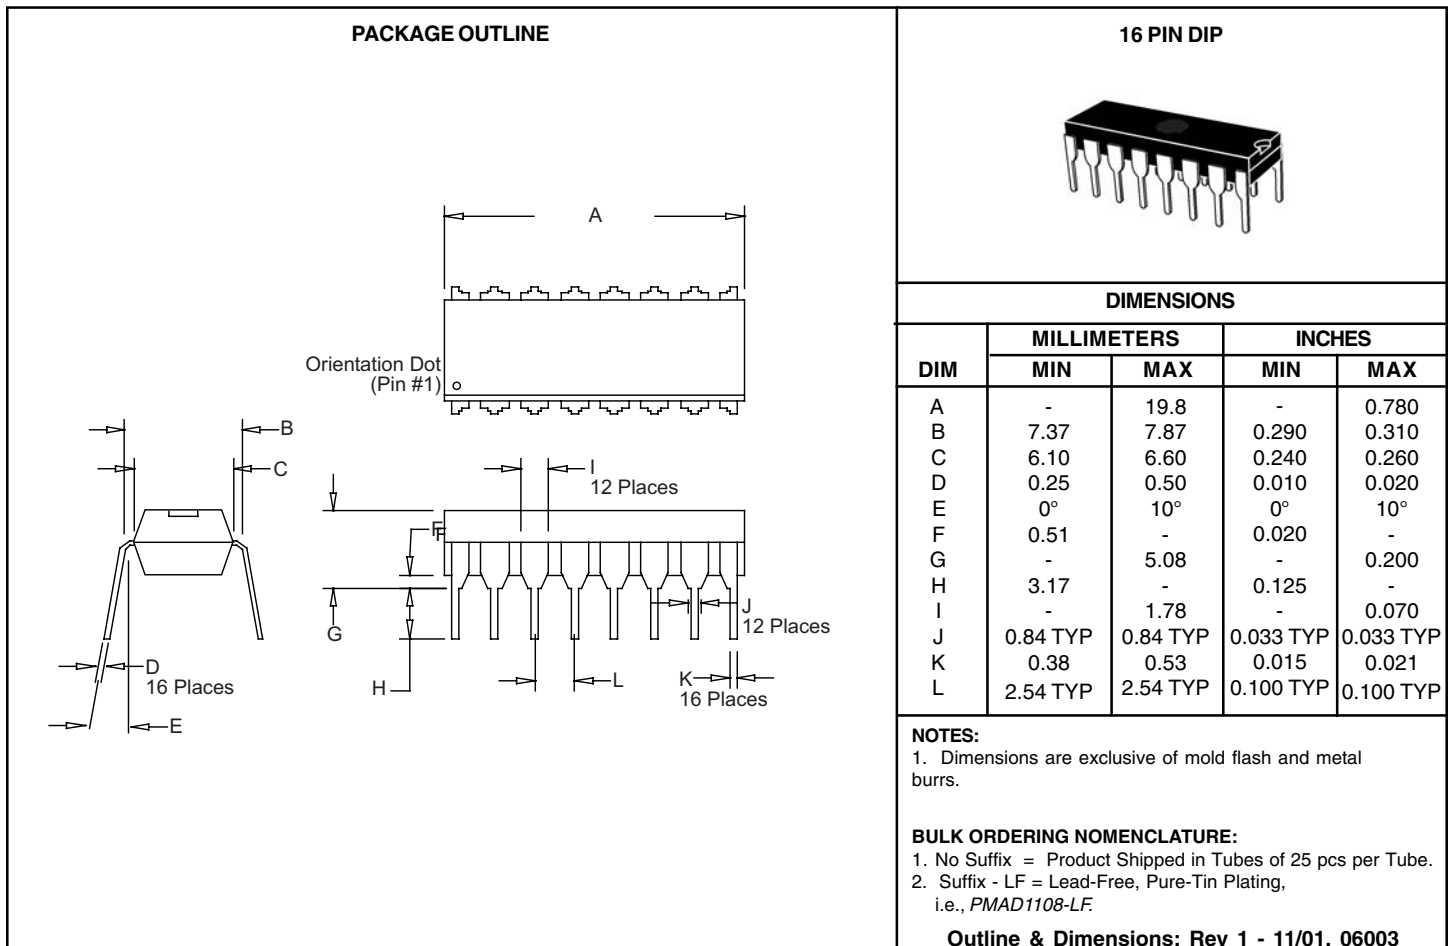 PACKAGE OUTLINE
A
Orientation Dot
(Pin #1)
B
C
I
12 Places
F
F
G
H
J
12 Places
L
K
16 Places
D
16 Places
E
16 PIN DIP
DIMENSIONS
MILLIMETERS INCHES
DIM MIN MAX MIN MAX
A - 19.8 - 0.780
B 7.37 7.87 0.290 0.310
C 6.10 6.60 0.240 0.260
D 0.25 0.50 0.010 0.020
E 0° 10° 0° 10°
F 0.51 - 0.020 -
G - 5.08 - 0.200
H 3.17 - 0.125 -
I - 1.78 - 0.070
J 0.84 TYP 0.84 TYP 0.033 TYP 0.033 TYP
K 0.38 0.53 0.015 0.021
L 2.54 TYP 2.54 TYP 0.100 TYP 0.100 TYP
NOTES:
1. Dimensions are exclusive of mold flash and metal
burrs.
BULK ORDERING NOMENCLATURE:
1. No Suffix = Product Shipped in Tubes of 25 pcs per Tube.
2. Suffix - LF = Lead-Free, Pure-Tin Plating,
i.e., PMAD1108-LF.
Outline & Dimensions: Rev 1 - 11/01, 06003